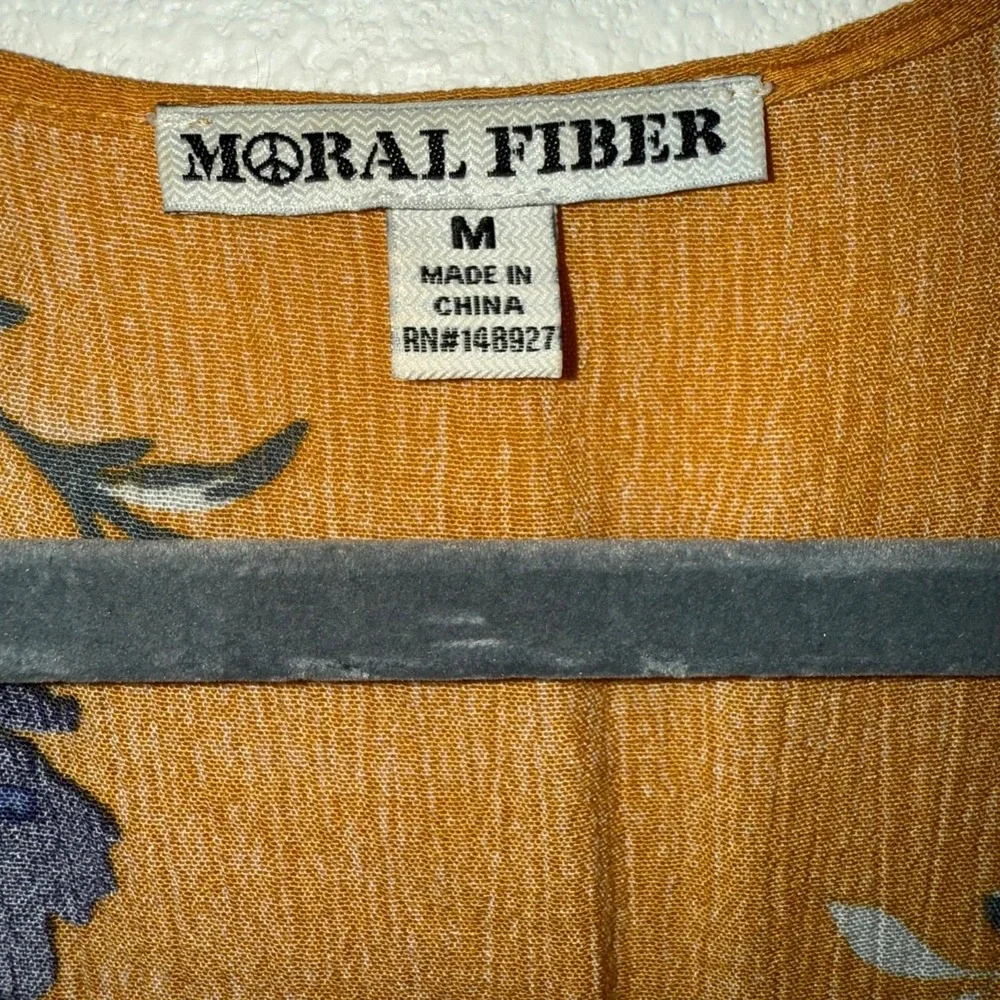 MORAL FIBER
M
MADE IN
CHINA
RN#148927